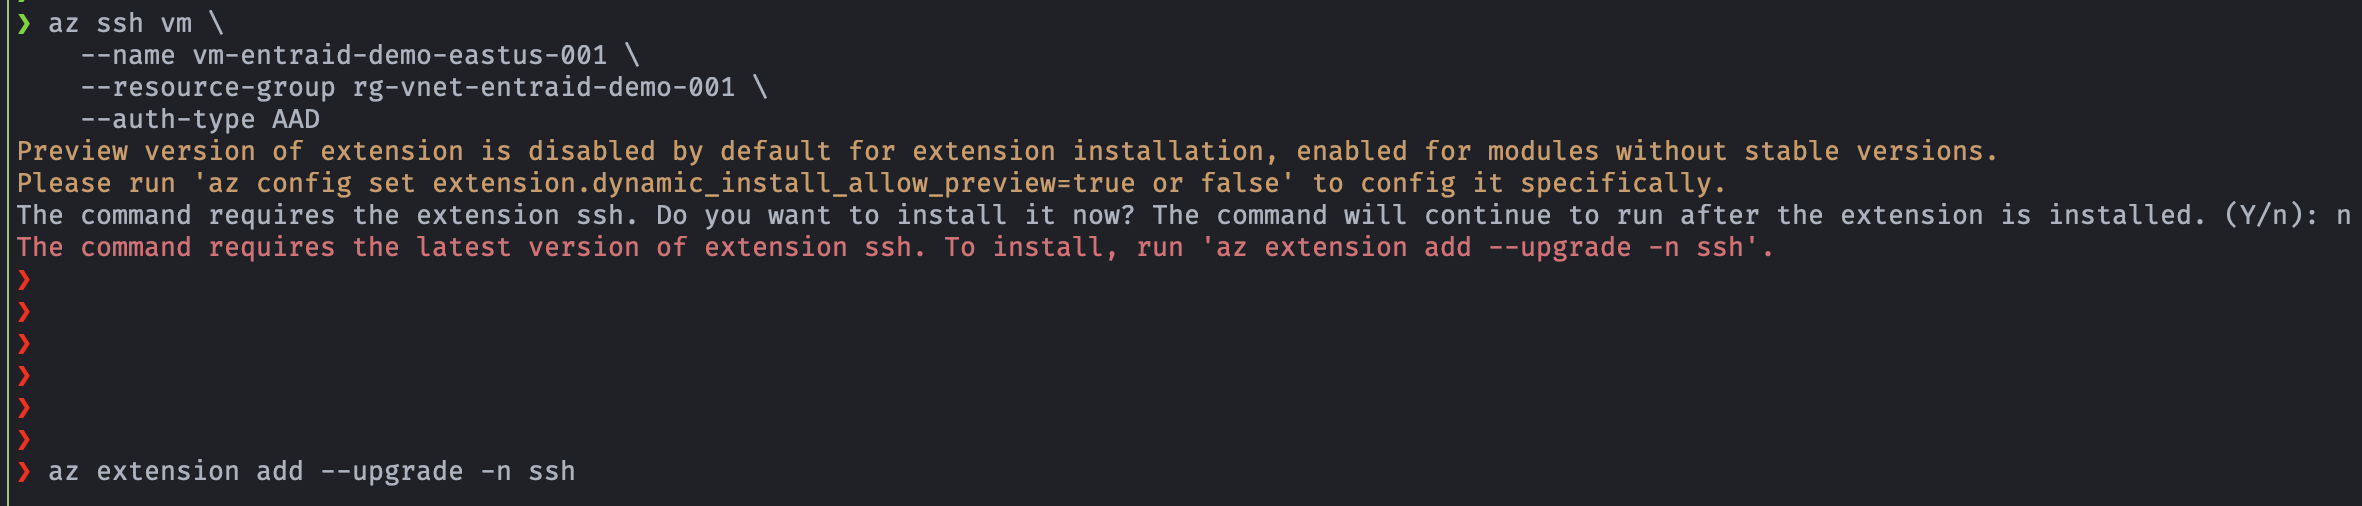 ❯ az ssh vm \
    --name vm-entraid-demo-eastus-001 \
    --resource-group rg-vnet-entraid-demo-001 \
    --auth-type AAD
Preview version of extension is disabled by default for extension installation, enabled for modules without stable versions.
Please run 'az config set extension.dynamic_install_allow_preview=true or false' to config it specifically.
The command requires the extension ssh. Do you want to install it now? The command will continue to run after the extension is installed. (Y/n): n
The command requires the latest version of extension ssh. To install, run 'az extension add --upgrade -n ssh'.
❯
❯
❯
❯
❯
❯
❯ az extension add --upgrade -n ssh